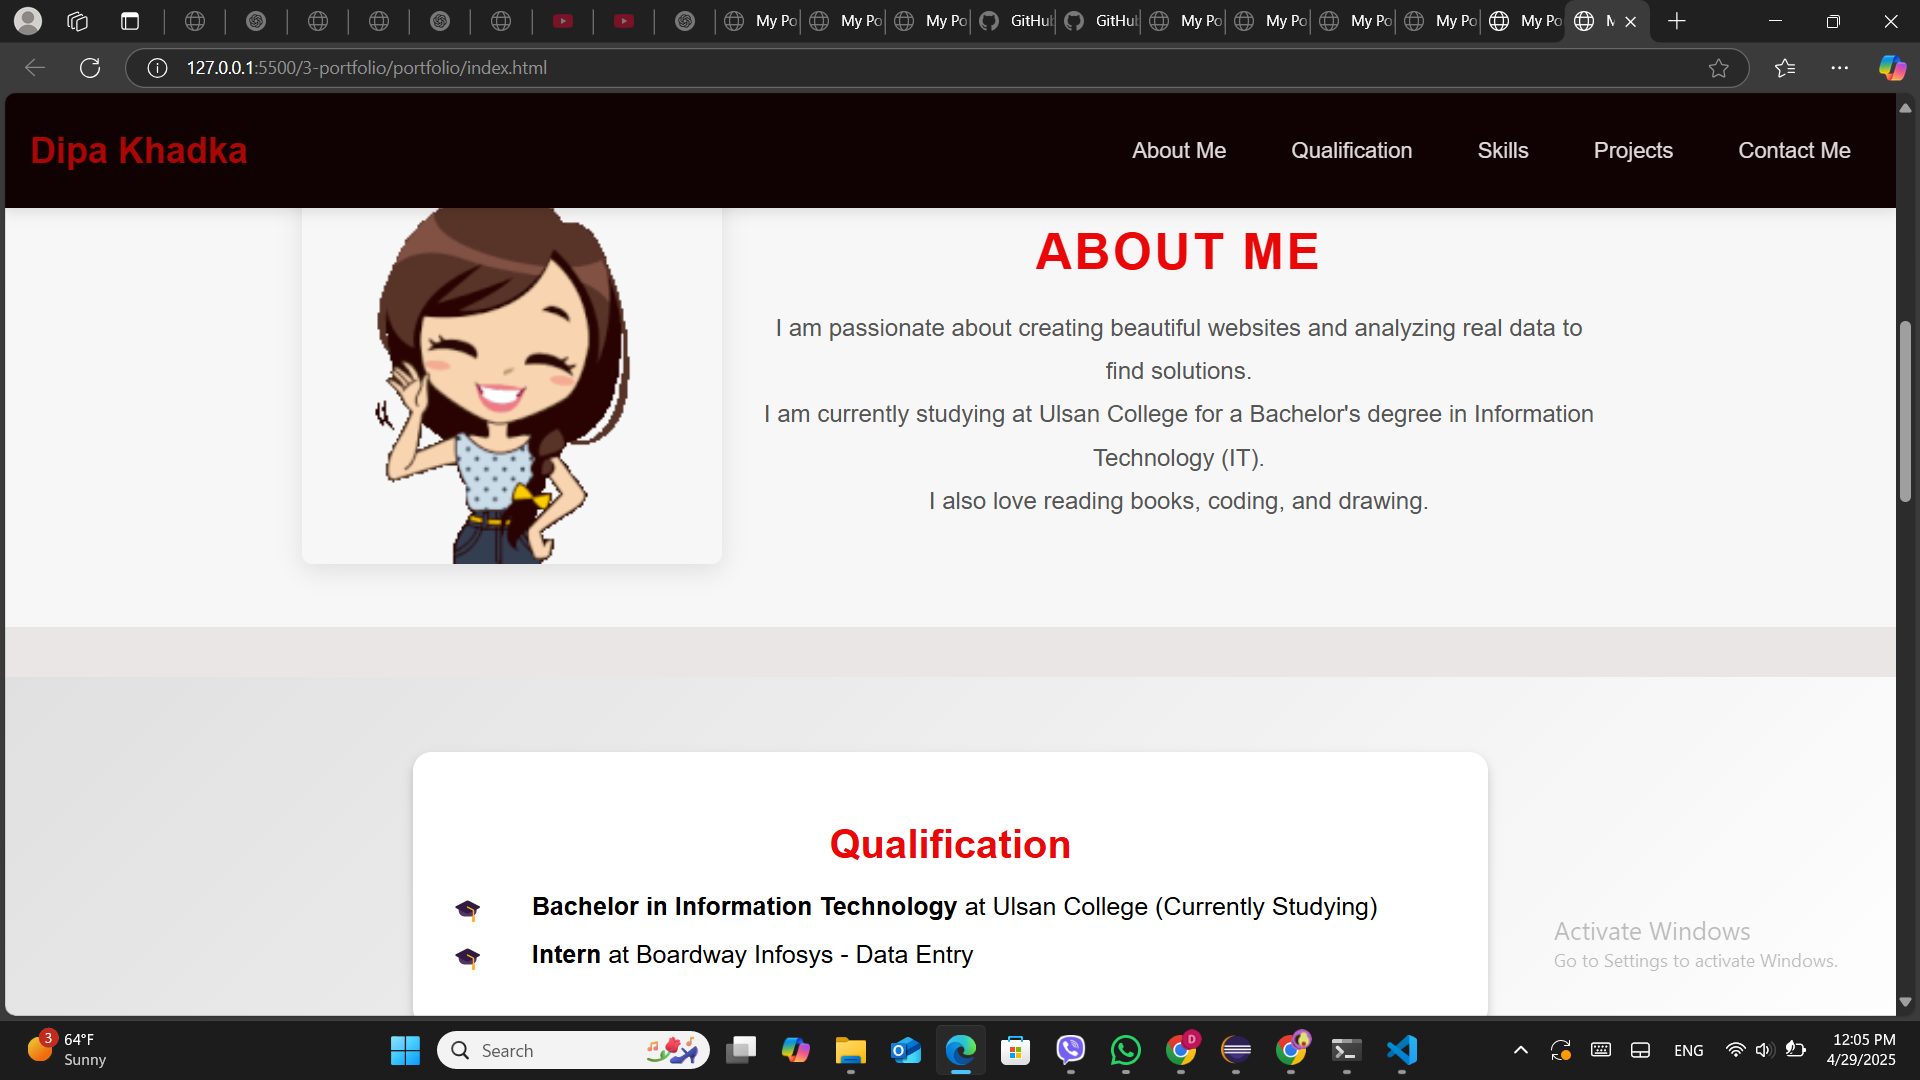 My Po
My Po
My Po
GitHub
GitHub
My Po
My Po
My Po
My Po
My Po
M
127.0.0.1:5500/3-portfolio/portfolio/index.html
Dipa Khadka
About Me
Qualification
Skills
Projects
Contact Me
ABOUT ME
I am passionate about creating beautiful websites and analyzing real data to
find solutions.
I am currently studying at Ulsan College for a Bachelor's degree in Information
Technology (IT).
I also love reading books, coding, and drawing.
Qualification
Bachelor in Information Technology at Ulsan College (Currently Studying)
Intern at Boardway Infosys - Data Entry
Activate Windows
Go to Settings to activate Windows.
3
64°F
Sunny
Search
D
ENG
12:05 PM
4/29/2025